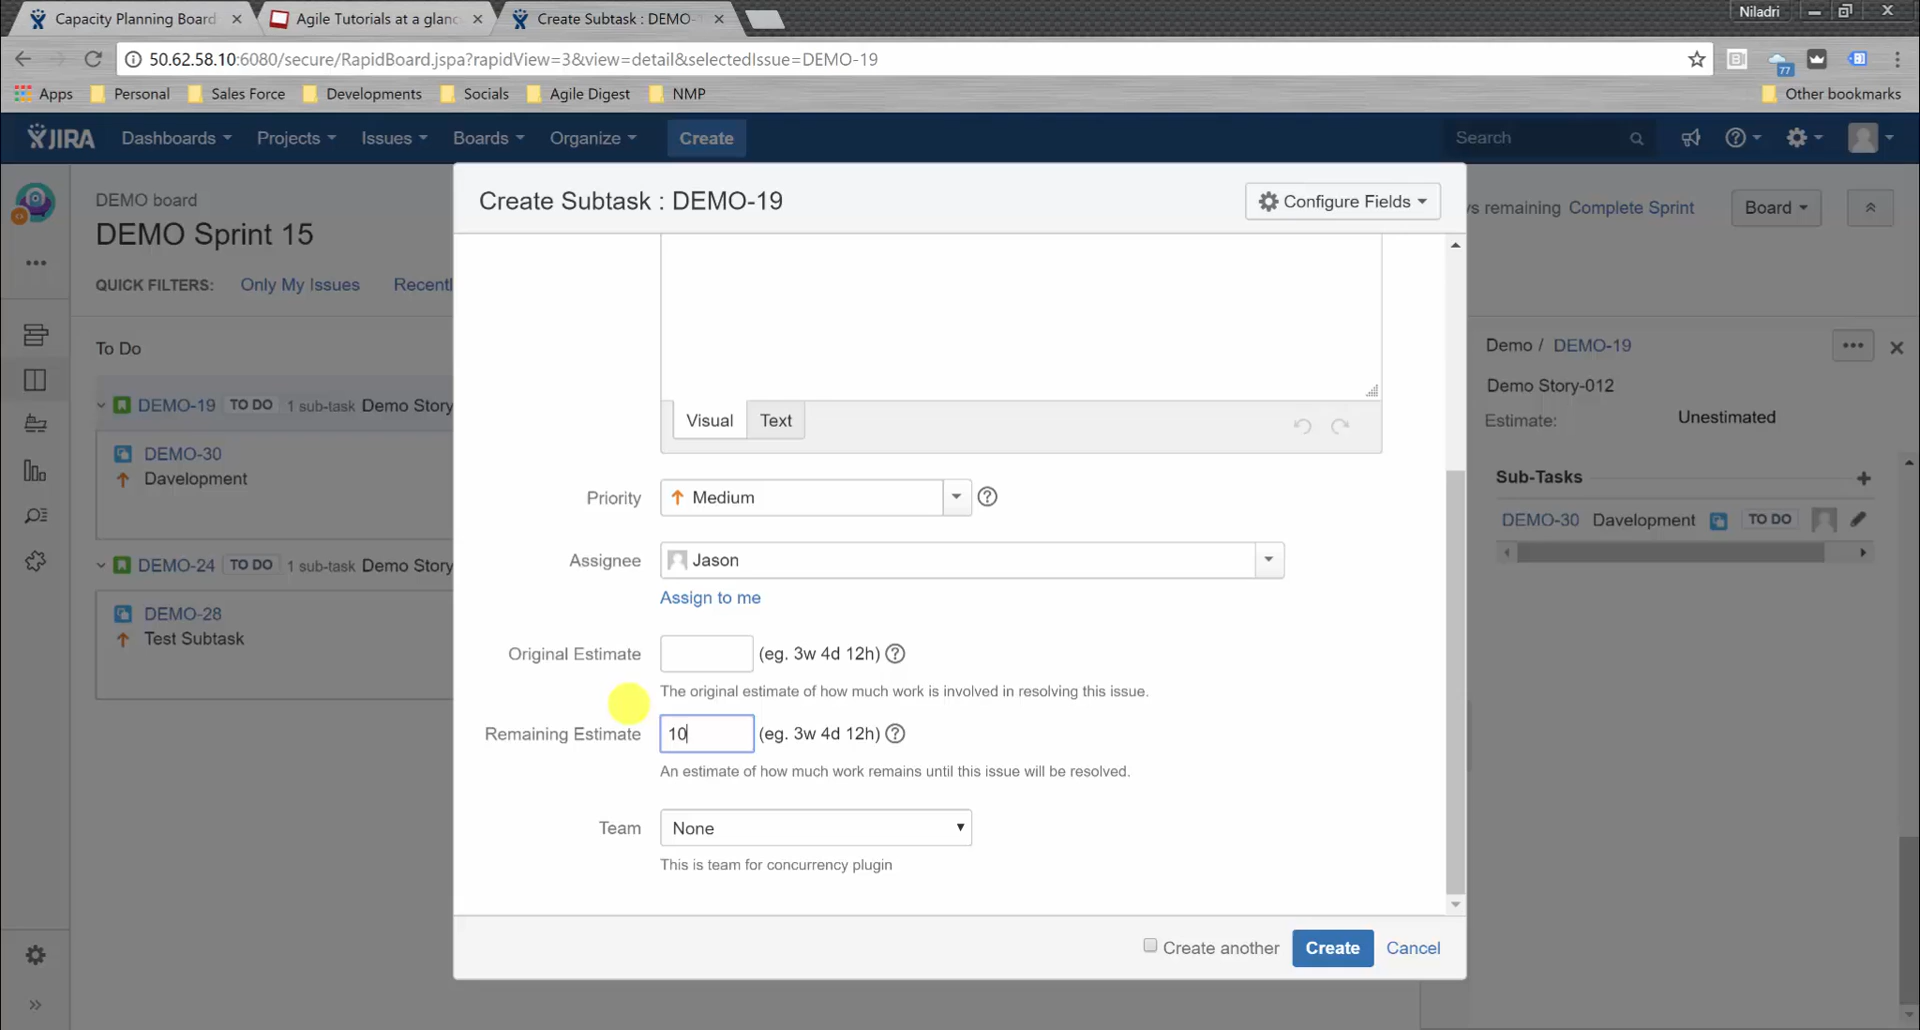 Capacity Planning Board
Agile Tutorials at a glanc
Create Subtask : DEMO-1
Niladri
50.62.58.10:6080/secure/RapidBoard.jspa?rapidView=3&view=detail&selectedIssue=DEMO-19
77
Apps Personal Sales Force Developments Socials Agile Digest NMP Other bookmarks
JIRA Dashboards Projects Issues Boards Organize Create Search
DEMO board
DEMO Sprint 15
QUICK FILTERS: Only My Issues Recentl
To Do
DEMO-19 TO DO 1 sub-task Demo Story
DEMO-30
Davelopment
DEMO-24 TO DO 1 sub-task Demo Story
DEMO-28
Test Subtask
Create Subtask : DEMO-19
Configure Fields
Visual Text
Priority Medium
Assignee Jason
Assign to me
Original Estimate (eg. 3w 4d 12h)
The original estimate of how much work is involved in resolving this issue.
Remaining Estimate 10 (eg. 3w 4d 12h)
An estimate of how much work remains until this issue will be resolved.
Team None
This is team for concurrency plugin
Create another Create Cancel
ys remaining Complete Sprint Board
Demo / DEMO-19
Demo Story-012
Estimate: Unestimated
Sub-Tasks
DEMO-30 Davelopment TO DO